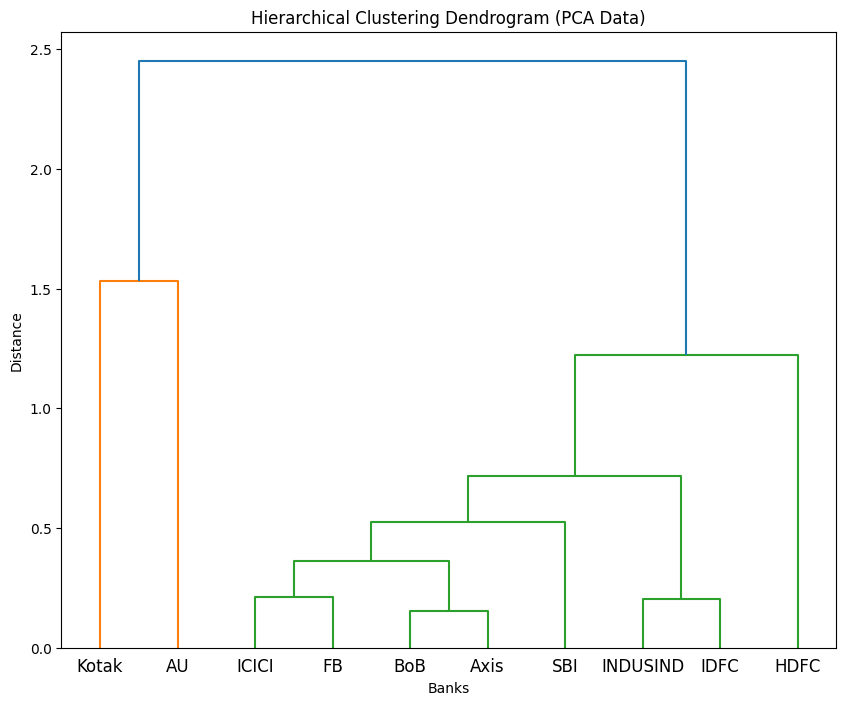 Hierarchical Clustering Dendrogram (PCA Data)
2.5
2.0
1.5
1.0
0.5
0.0
Distance
Kotak AU ICICI FB BoB Axis SBI INDUSIND IDFC HDFC
Banks